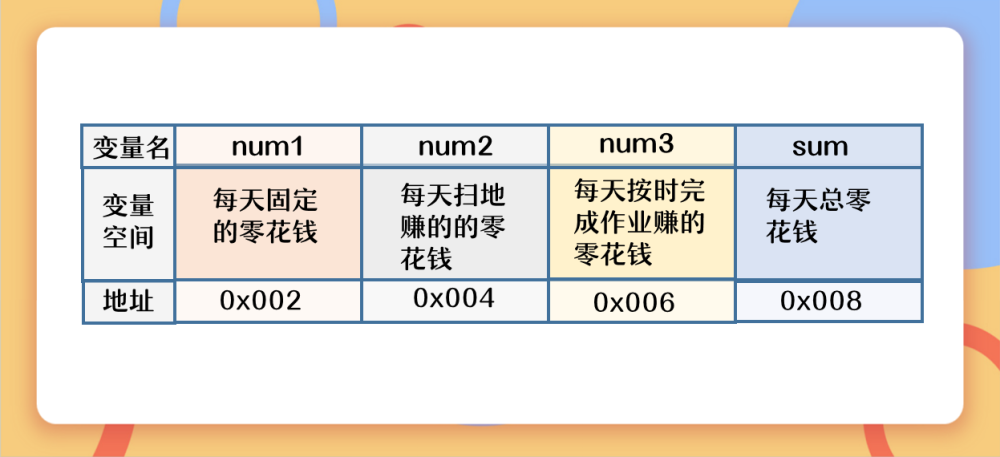 变量名 num1 num2 num3 sum
变量
空间
每天固定
的零花钱
每天扫地
赚的的零
花钱
每天按时完
成作业赚的
零花钱
每天总零
花钱
地址 0x002 0x004 0x006 0x008